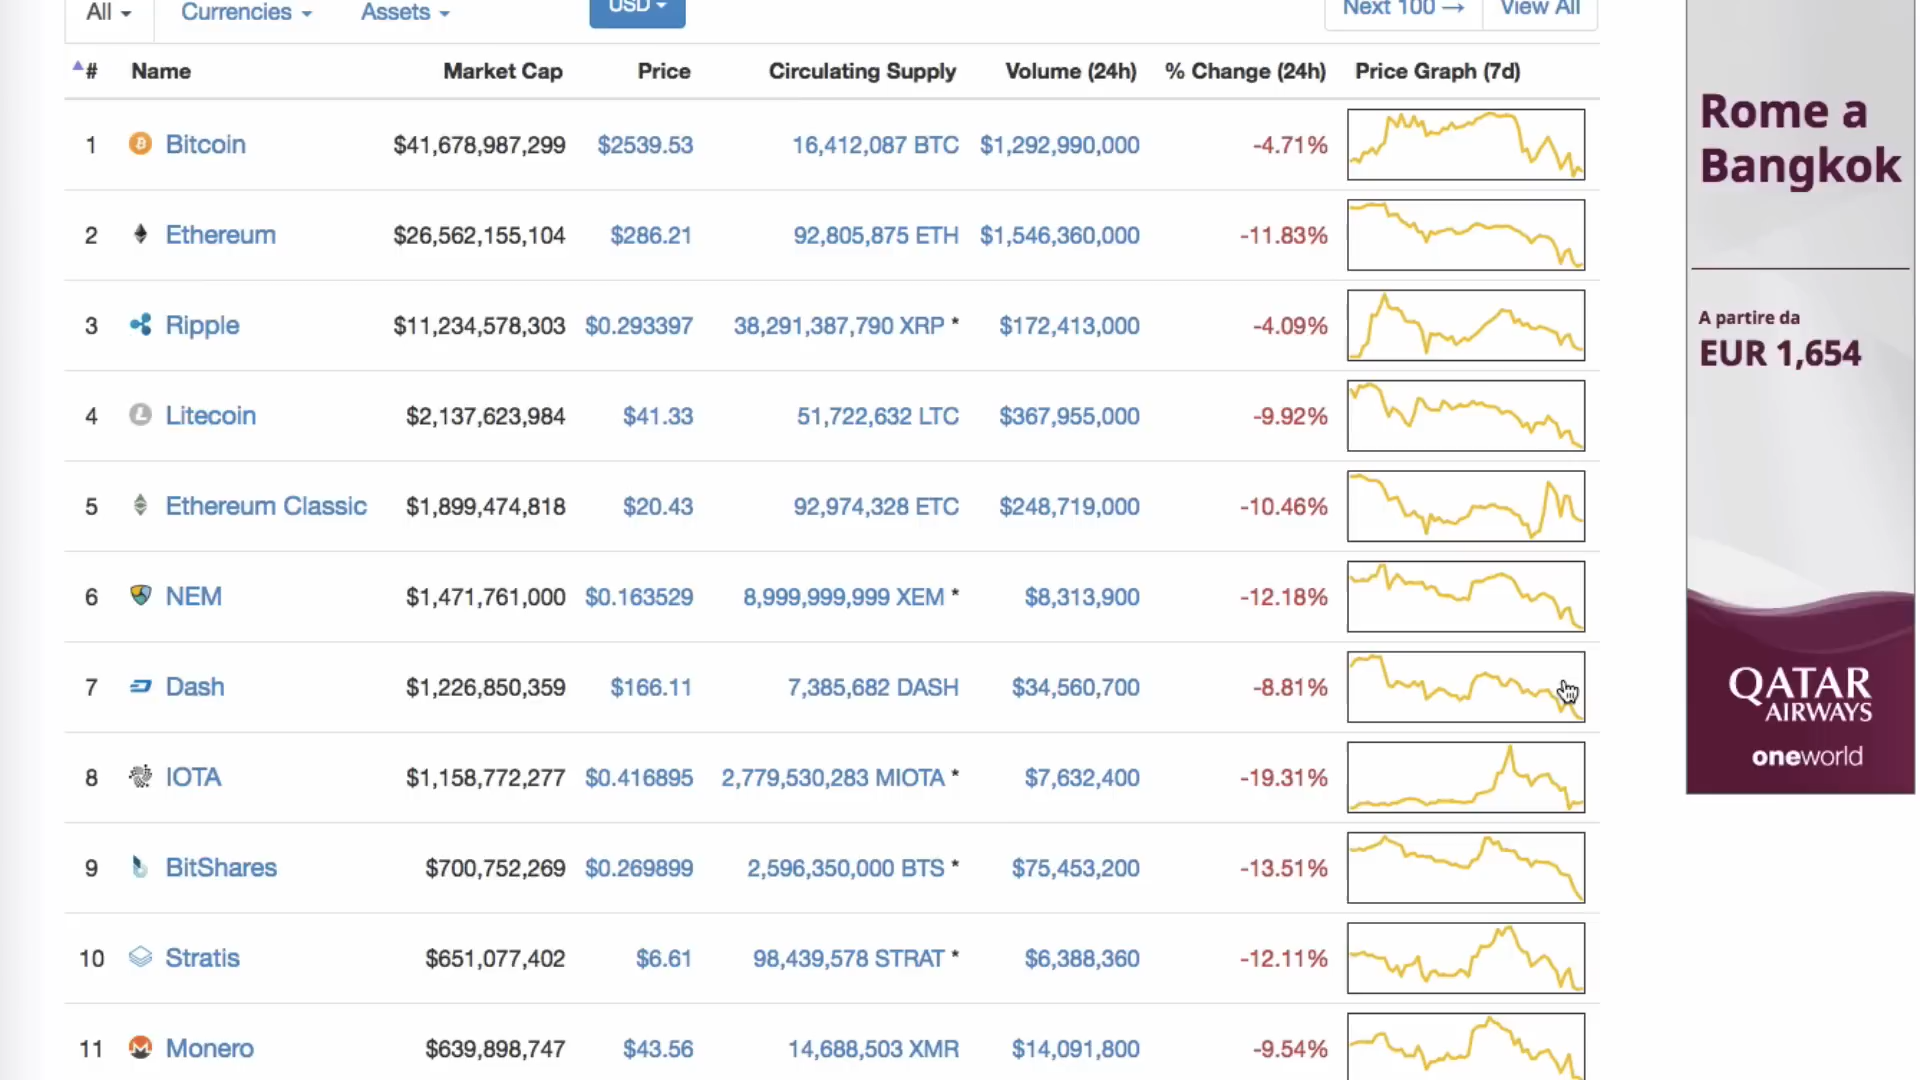 All Currencies Assets USD Next 100 → View All
# Name Market Cap Price Circulating Supply Volume (24h) % Change (24h) Price Graph (7d)
1 Bitcoin $41,678,987,299 $2539.53 16,412,087 BTC $1,292,990,000 -4.71%
2 Ethereum $26,562,155,104 $286.21 92,805,875 ETH $1,546,360,000 -11.83%
3 Ripple $11,234,578,303 $0.293397 38,291,387,790 XRP * $172,413,000 -4.09%
4 Litecoin $2,137,623,984 $41.33 51,722,632 LTC $367,955,000 -9.92%
5 Ethereum Classic $1,899,474,818 $20.43 92,974,328 ETC $248,719,000 -10.46%
6 NEM $1,471,761,000 $0.163529 8,999,999,999 XEM * $8,313,900 -12.18%
7 Dash $1,226,850,359 $166.11 7,385,682 DASH $34,560,700 -8.81%
8 IOTA $1,158,772,277 $0.416895 2,779,530,283 MIOTA * $7,632,400 -19.31%
9 BitShares $700,752,269 $0.269899 2,596,350,000 BTS * $75,453,200 -13.51%
10 Stratis $651,077,402 $6.61 98,439,578 STRAT * $6,388,360 -12.11%
11 Monero $639,898,747 $43.56 14,688,503 XMR $14,091,800 -9.54%
Rome a
Bangkok
A partire da
EUR 1,654
QATAR
AIRWAYS
oneworld